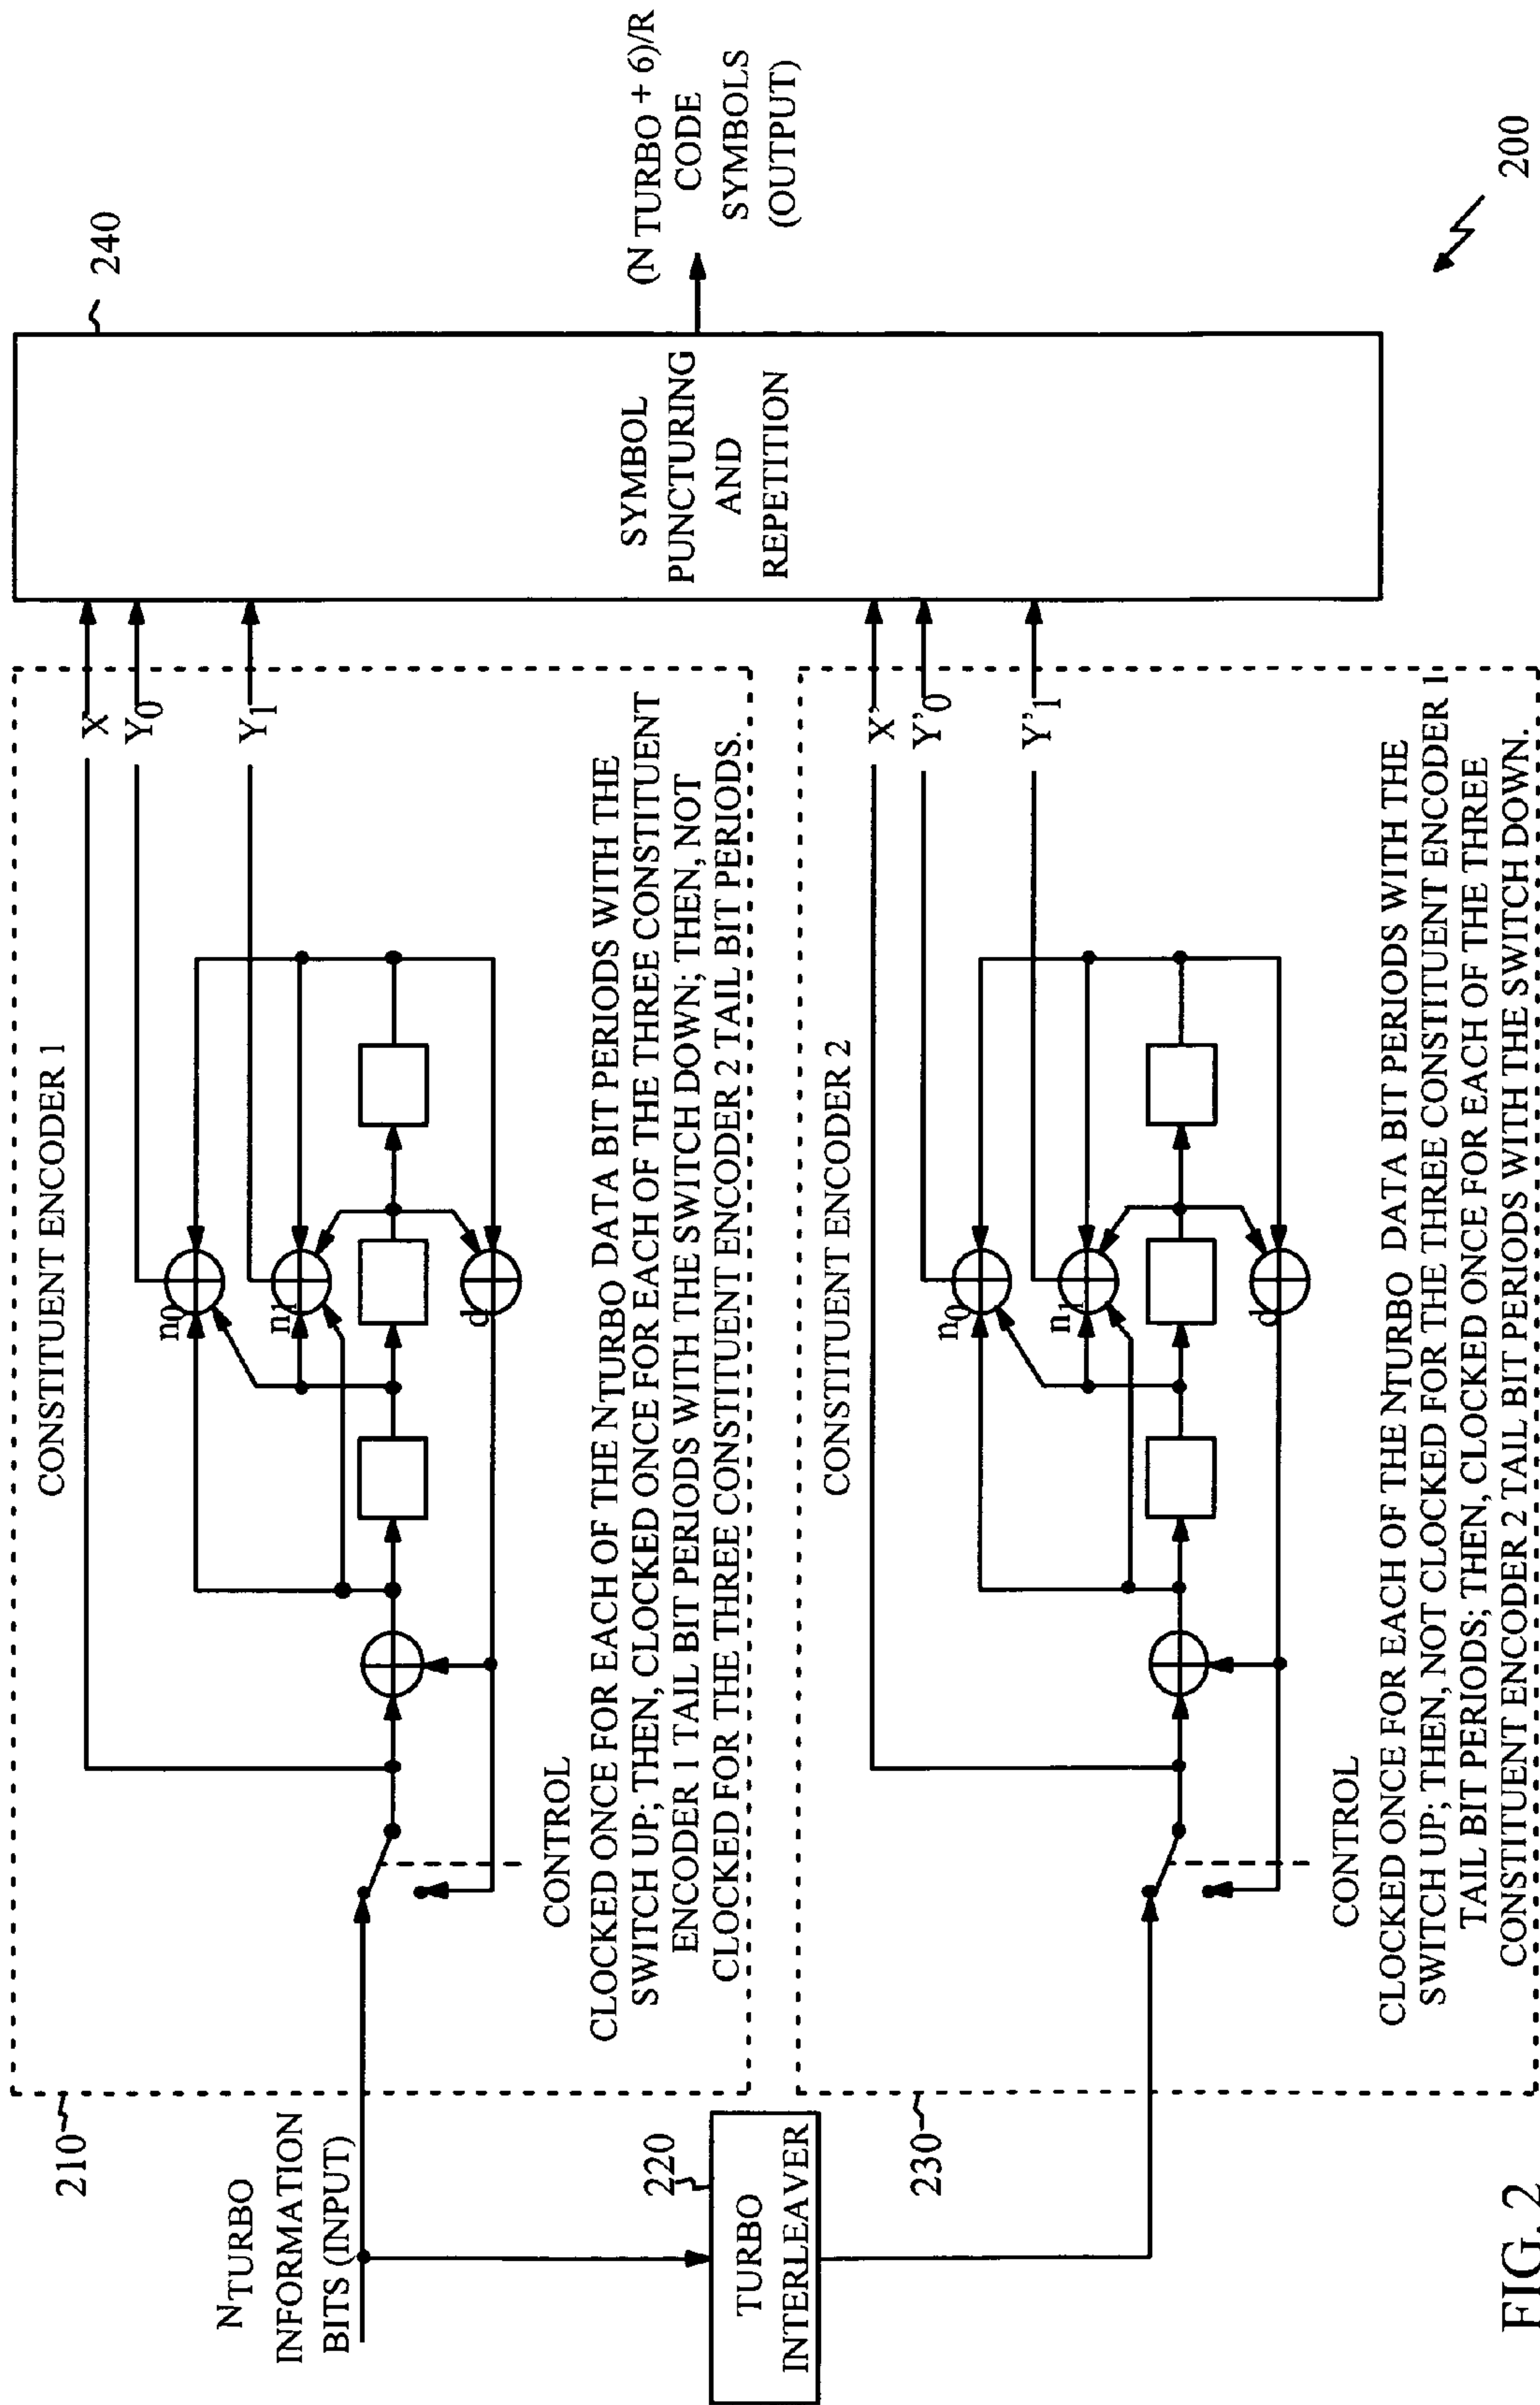 N TURBO
INFORMATION
BITS (INPUT)
210
CONSTITUENT ENCODER 1
X
Y0
Y1
n0
n1
d
CONTROL
CLOCKED ONCE FOR EACH OF THE NTURBO DATA BIT PERIODS WITH THE
SWITCH UP; THEN, CLOCKED ONCE FOR EACH OF THE THREE CONSTITUENT
ENCODER 1 TAIL BIT PERIODS WITH THE SWITCH DOWN; THEN, NOT
CLOCKED FOR THE THREE CONSTITUENT ENCODER 2 TAIL BIT PERIODS.
220
TURBO
INTERLEAVER
230
CONSTITUENT ENCODER 2
X'
Y'0
Y'1
n0
n1
d
CONTROL
CLOCKED ONCE FOR EACH OF THE NTURBO DATA BIT PERIODS WITH THE
SWITCH UP; THEN, NOT CLOCKED FOR THE THREE CONSTITUENT ENCODER 1
TAIL BIT PERIODS; THEN, CLOCKED ONCE FOR EACH OF THE THREE
CONSTITUENT ENCODER 2 TAIL BIT PERIODS WITH THE SWITCH DOWN.
240
SYMBOL
PUNCTURING
AND
REPETITION
(N TURBO + 6)/R
CODE
SYMBOLS
(OUTPUT)
200
FIG. 2